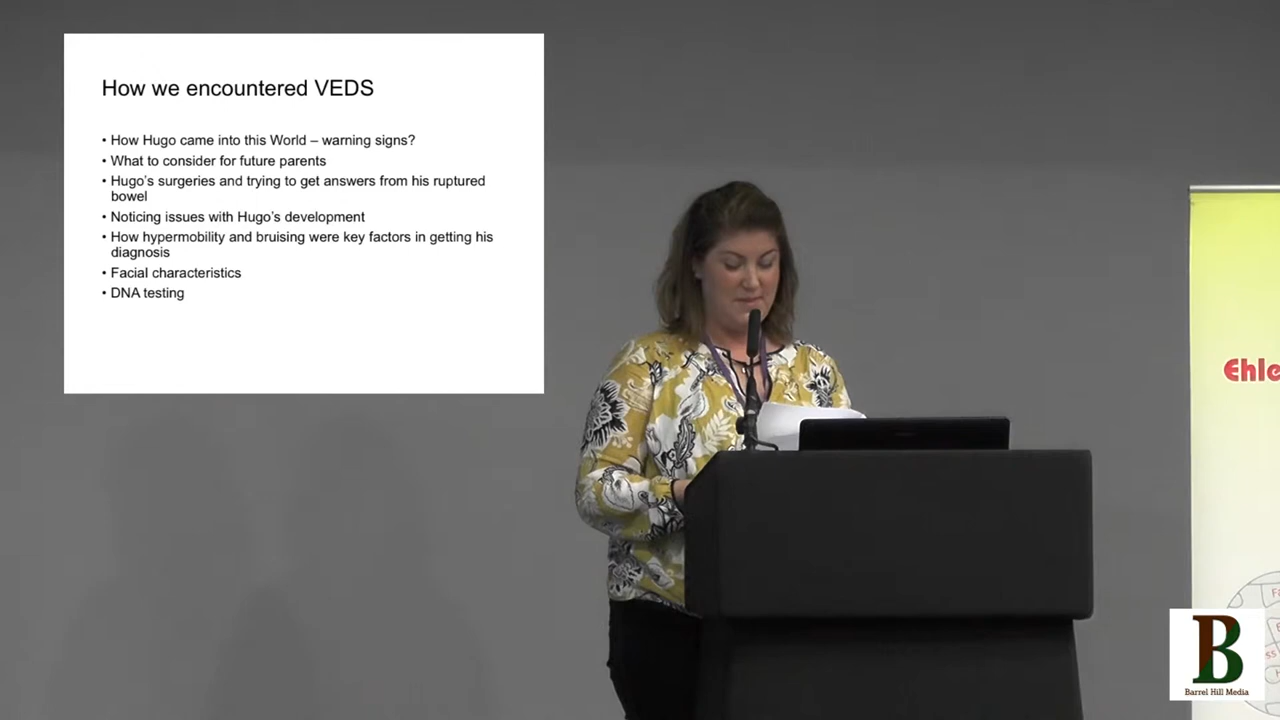 How we encountered VEDS
• How Hugo came into this World – warning signs?
• What to consider for future parents
• Hugo's surgeries and trying to get answers from his ruptured
bowel
• Noticing issues with Hugo's development
• How hypermobility and bruising were key factors in getting his
diagnosis
• Facial characteristics
• DNA testing
Ehle
B
Barrel Hill Media